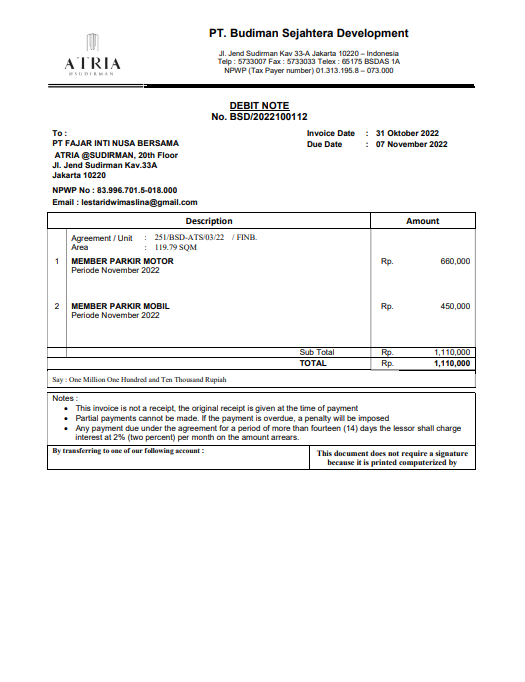 ATRIA
@SUDIRMAN
PT. Budiman Sejahtera Development
Jl. Jend Sudirman Kav 33-A Jakarta 10220 – Indonesia
Telp : 5733007 Fax : 5733033 Telex : 65175 BSDAS 1A
NPWP (Tax Payer number) 01.313.195.8 – 073.000
DEBIT NOTE
No. BSD/2022100112
To :
PT FAJAR INTI NUSA BERSAMA
ATRIA @SUDIRMAN, 20th Floor
Jl. Jend Sudirman Kav.33A
Jakarta 10220
NPWP No : 83.996.701.5-018.000
Email : lestaridwimaslina@gmail.com
Invoice Date : 31 Oktober 2022
Due Date : 07 November 2022
Description Amount
Agreement / Unit : 251/BSD-ATS/03/22 / FINB.
Area : 119.79 SQM
1 MEMBER PARKIR MOTOR Rp. 660,000
Periode November 2022
2 MEMBER PARKIR MOBIL Rp. 450,000
Periode November 2022
Sub Total Rp. 1,110,000
TOTAL Rp. 1,110,000
Say : One Million One Hundred and Ten Thousand Rupiah
Notes :
• This invoice is not a receipt, the original receipt is given at the time of payment
• Partial payments cannot be made. If the payment is overdue, a penalty will be imposed
• Any payment due under the agreement for a period of more than fourteen (14) days the lessor shall charge
interest at 2% (two percent) per month on the amount arrears.
By transferring to one of our following account :
This document does not require a signature
because it is printed computerized by